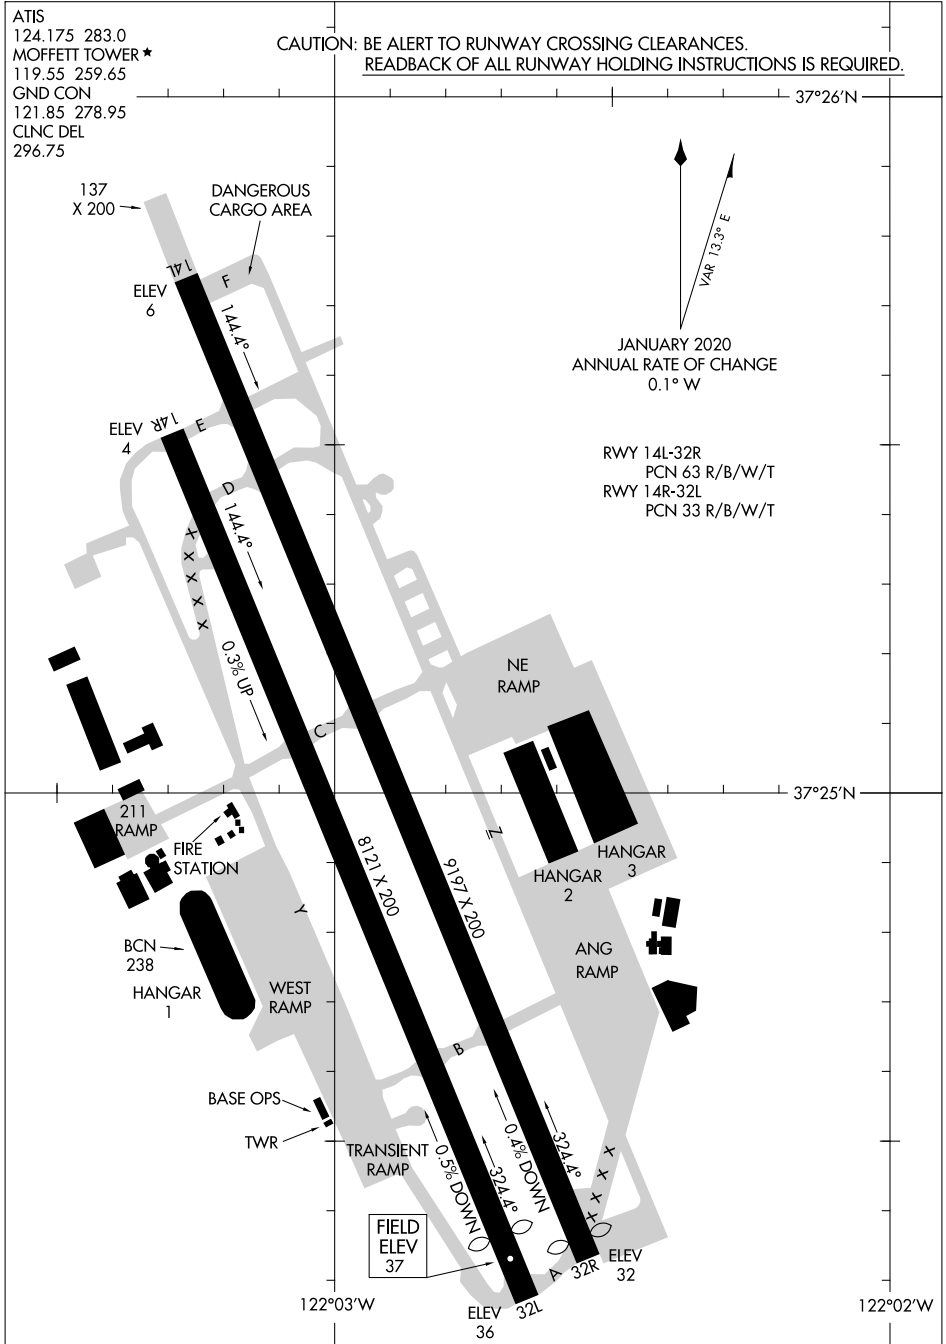 ATIS
124.175 283.0
MOFFETT TOWER★
119.55 259.65
GND CON
121.85 278.95
CLNC DEL
296.75
CAUTION: BE ALERT TO RUNWAY CROSSING CLEARANCES.
READBACK OF ALL RUNWAY HOLDING INSTRUCTIONS IS REQUIRED.
37°26'N
137
X 200
DANGEROUS
CARGO AREA
VAR 13.3° E
JANUARY 2020
ANNUAL RATE OF CHANGE
0.1° W
14L
F
ELEV
6
144.4°
ELEV
4
14R
E
RWY 14L-32R
PCN 63 R/B/W/T
RWY 14R-32L
PCN 33 R/B/W/T
D
144.4°
X X X X X
0.3% UP
NE
RAMP
C
37°25'N
211
RAMP
FIRE
STATION
Z
HANGAR
3
HANGAR
2
8121 X 200
9197 X 200
Y
BCN
238
HANGAR
1
WEST
RAMP
ANG
RAMP
B
BASE OPS
TWR
TRANSIENT
RAMP
0.5% DOWN
324.4°
0.4% DOWN
324.4°
X X X X
FIELD
ELEV
37
A
32R
ELEV
32
32L
ELEV
36
122°03'W
122°02'W